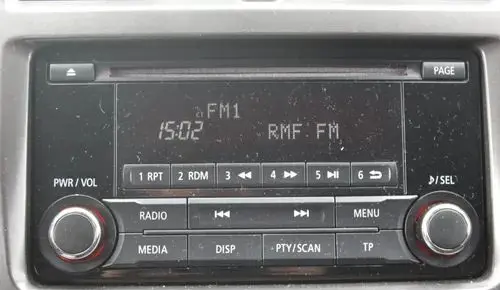 PAGE
FM1
15:02 RMF FM
1 RPT 2 RDM 3 4 5 6
PWR / VOL
/SEL
RADIO MENU
MEDIA DISP PTY/SCAN TP